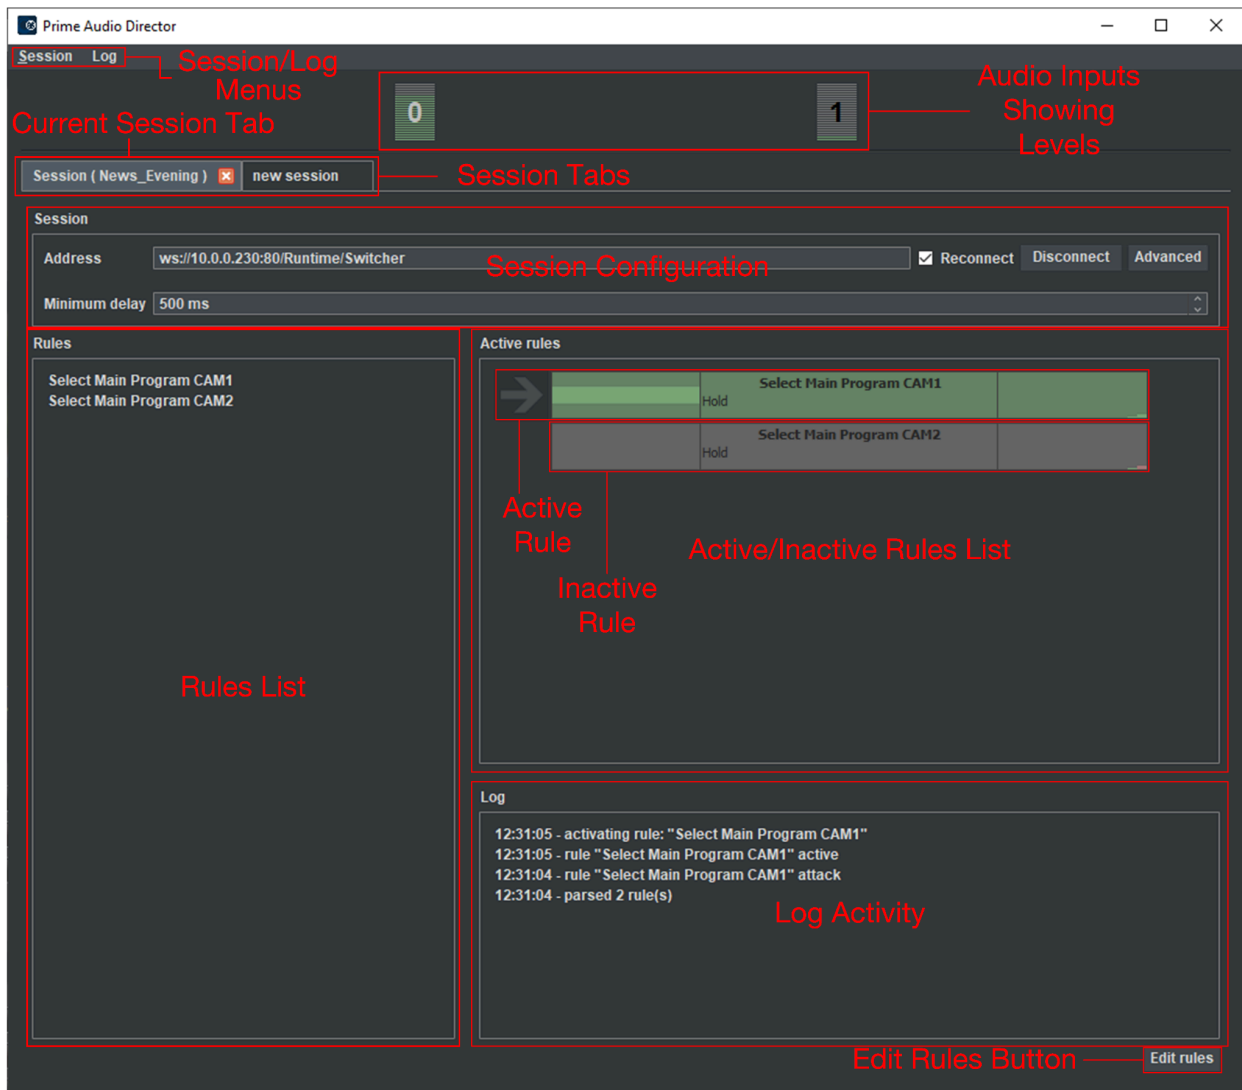 Prime Audio Director
Session Log
Session/Log
Menus
0
1
Audio Inputs
Showing
Levels
Current Session Tab
Session ( News_Evening )
new session
Session Tabs
Session
Address
ws://10.0.0.230:80/Runtime/Switcher
Session Configuration
Reconnect
Disconnect
Advanced
Minimum delay
500 ms
Rules
Select Main Program CAM1
Select Main Program CAM2
Rules List
Active rules
Select Main Program CAM1
Hold
Select Main Program CAM2
Hold
Active
Rule
Active/Inactive Rules List
Inactive
Rule
Log
12:31:05 - activating rule: "Select Main Program CAM1"
12:31:05 - rule "Select Main Program CAM1" active
12:31:04 - rule "Select Main Program CAM1" attack
12:31:04 - parsed 2 rule(s)
Log Activity
Edit Rules Button
Edit rules